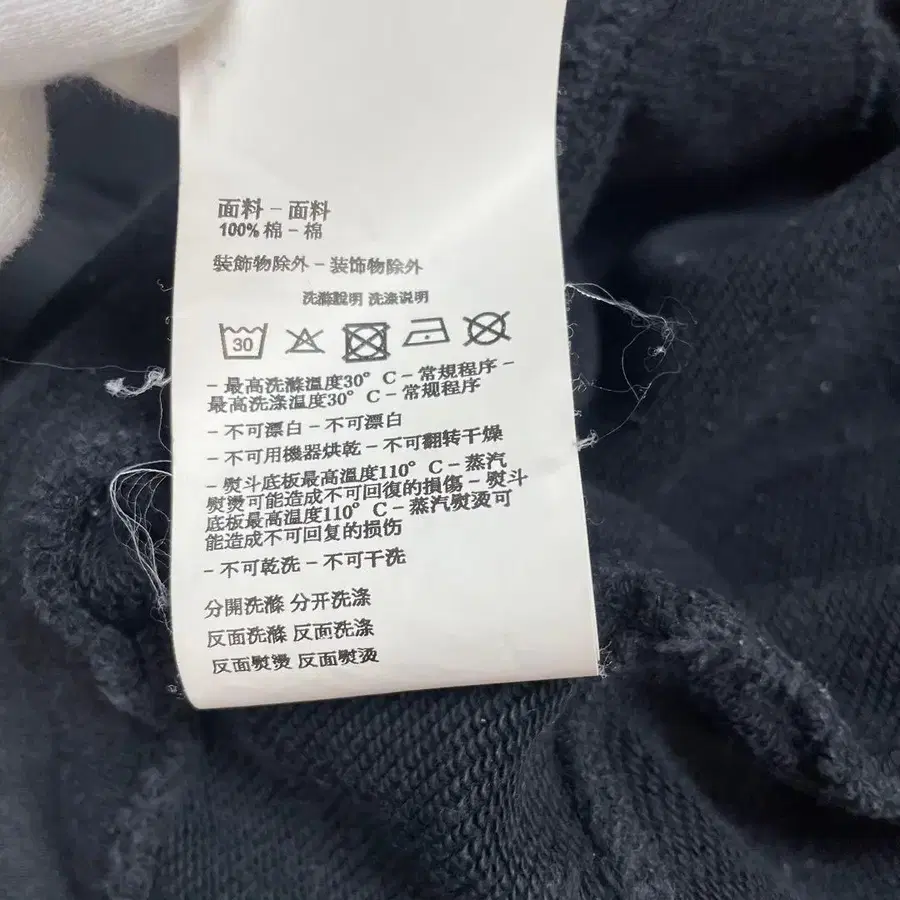 面料 – 面料
100% 棉 – 棉
裝飾物除外 – 装饰物除外
洗滌說明 洗涤说明
30
- 最高洗滌溫度30° C – 常規程序 -
最高洗涤温度30° C – 常规程序
- 不可漂白 – 不可漂白
- 不可用機器烘乾 – 不可翻转干燥
- 熨斗底板最高溫度110° C – 蒸汽
熨燙可能造成不可回復的損傷 – 熨斗
底板最高温度110° C – 蒸汽熨烫可
能造成不可回复的损伤
- 不可乾洗 – 不可干洗
分開洗滌 分开洗涤
反面洗滌 反面洗涤
反面熨燙 反面熨烫